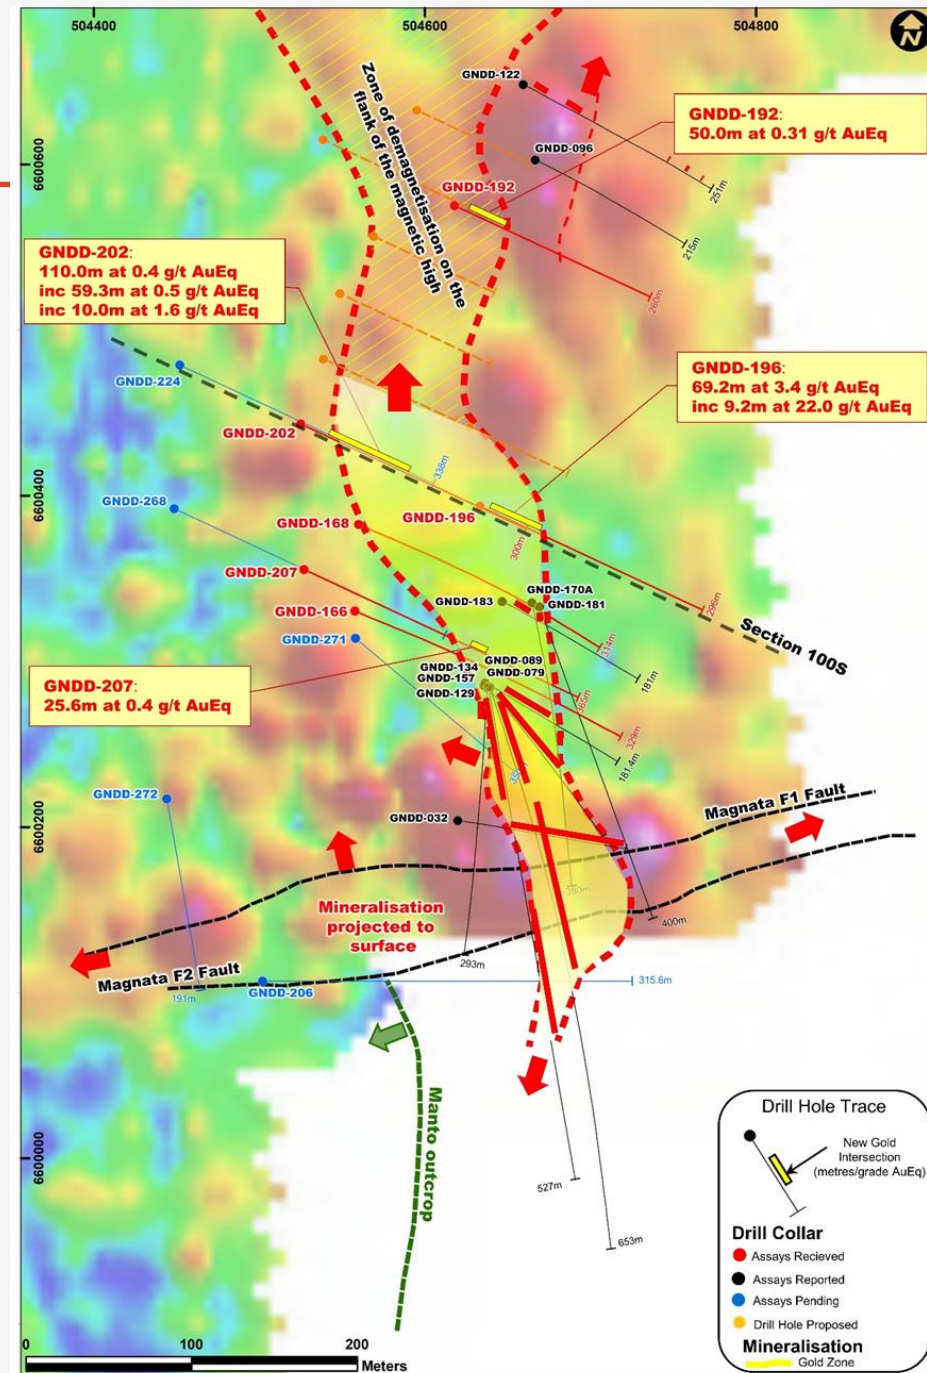 504400
504600
504800
N
6600600
6600400
6600200
6600000
GNDD-122
251m
GNDD-096
215m
GNDD-192:
50.0m at 0.31 g/t AuEq
Zone of demagnetisation on the
flank of the magnetic high
GNDD-192
260m
GNDD-202:
110.0m at 0.4 g/t AuEq
inc 59.3m at 0.5 g/t AuEq
inc 10.0m at 1.6 g/t AuEq
GNDD-196:
69.2m at 3.4 g/t AuEq
inc 9.2m at 22.0 g/t AuEq
GNDD-224
GNDD-202
338m
GNDD-268
GNDD-196
GNDD-168
300m
GNDD-207
GNDD-170A
GNDD-183
GNDD-181
296m
GNDD-166
GNDD-271
Section 100S
314m
181m
GNDD-089
GNDD-134
GNDD-079
GNDD-157
GNDD-129
365m
GNDD-207:
25.6m at 0.4 g/t AuEq
329m
181.4m
GNDD-272
GNDD-032
Magnata F1 Fault
380m
400m
Mineralisation
projected to
surface
293m
Magnata F2 Fault
191m
GNDD-206
315.6m
Manto outcrop
527m
653m
Drill Hole Trace
New Gold
Intersection
(metres/grade AuEq)
Drill Collar
Assays Recieved
Assays Reported
Assays Pending
Drill Hole Proposed
Mineralisation
Gold Zone
0
100
200
Meters